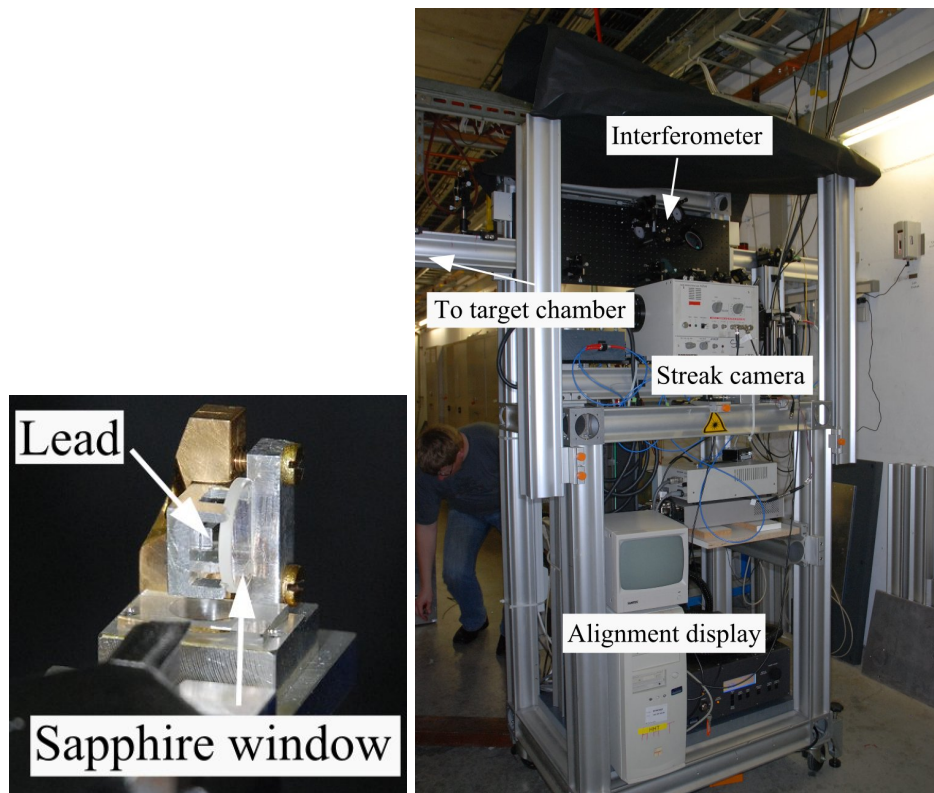 Interferometer
To target chamber
Streak camera
Lead
Alignment display
Sapphire window